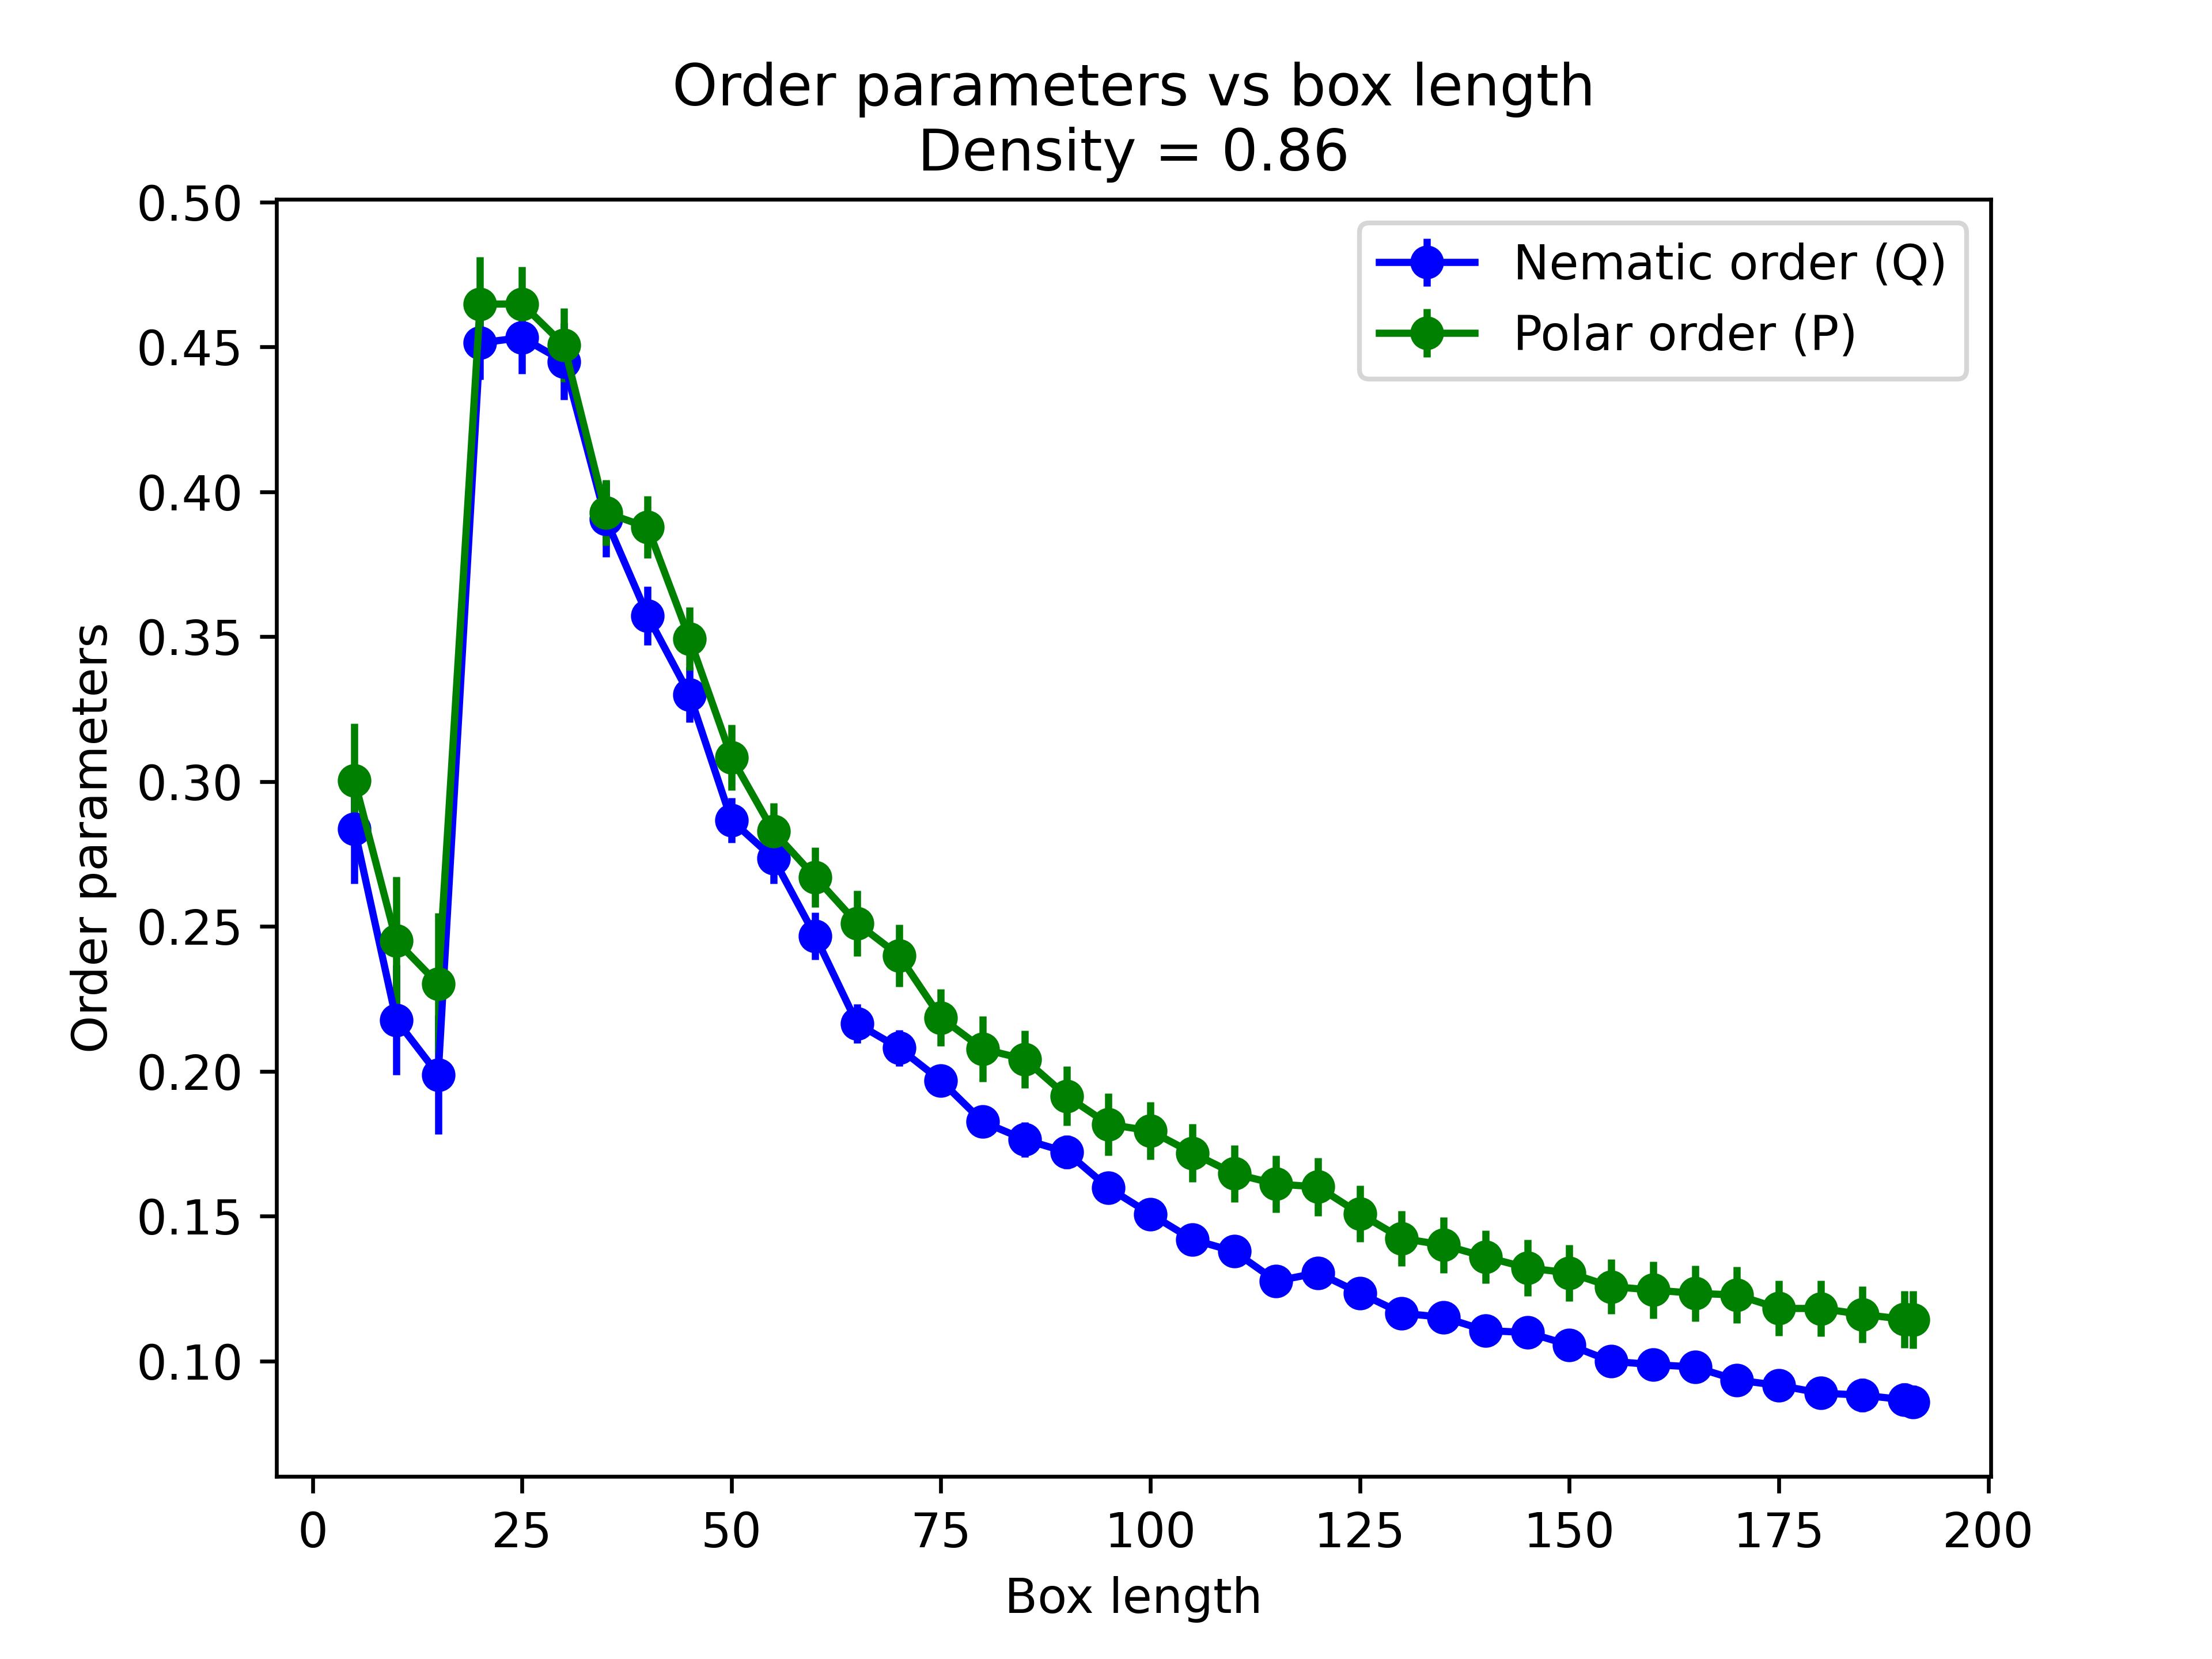 Order parameters vs box length
Density = 0.86
0.50
0.45
0.40
0.35
0.30
0.25
0.20
0.15
0.10
Order parameters
Nematic order (Q)
Polar order (P)
0 25 50 75 100 125 150 175 200
Box length